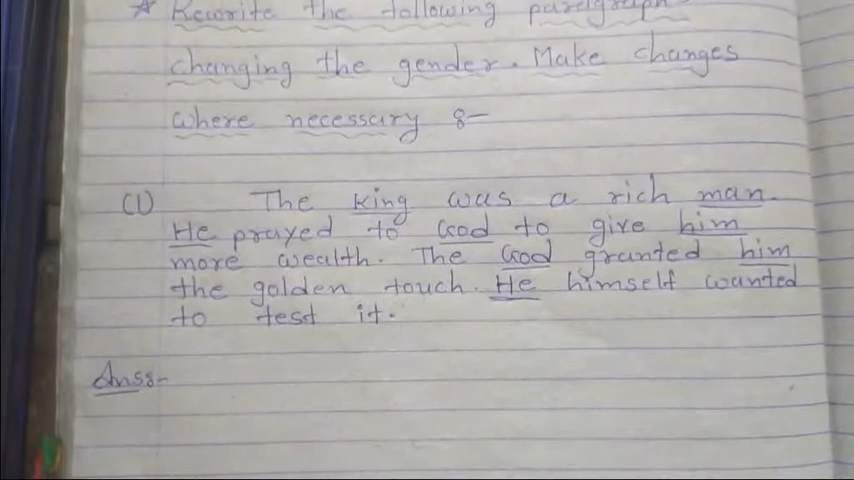 * Rewrite the following paragraph
changing the gender. Make changes
where necessary :-
(1) The king was a rich man.
He prayed to God to give him
more wealth. The God granted him
the golden touch. He himself wanted
to test it.
Ans:-